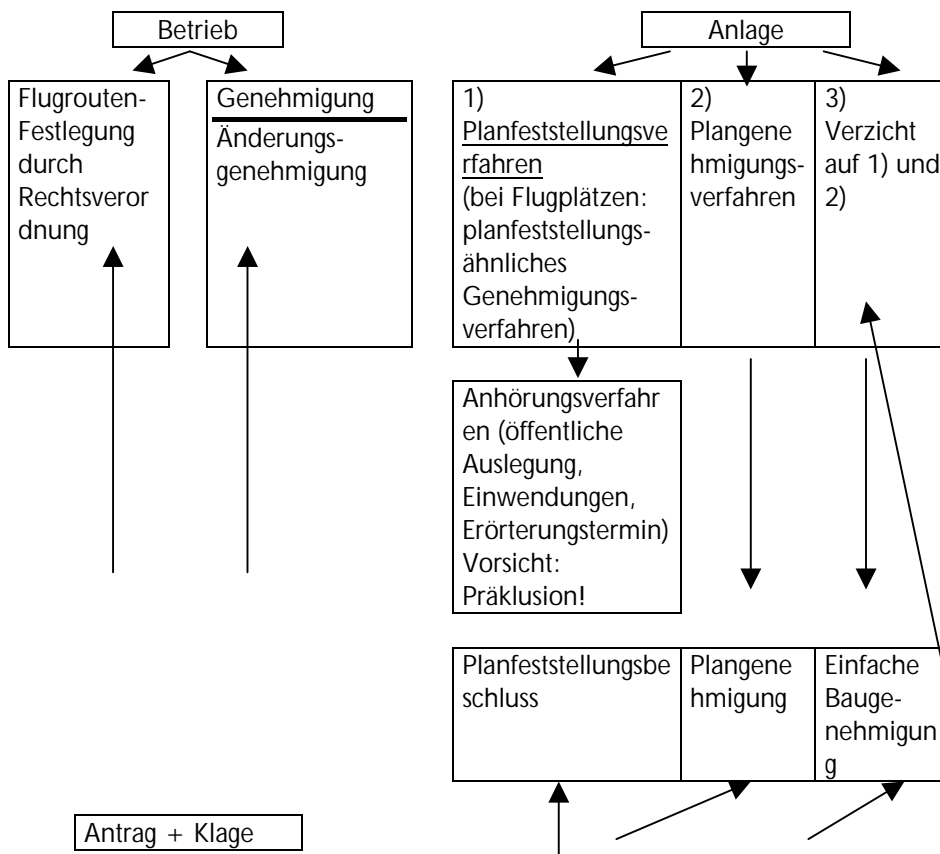 Betrieb
Flugrouten-
Festlegung
durch
Rechtsveror
dnung
Genehmigung
Änderungs-
genehmigung
Anlage
1)
Planfeststellungsve
rfahren
(bei Flugplätzen:
planfeststellungs-
ähnliches
Genehmigungs-
verfahren)
2)
Plangene
hmigungs-
verfahren
3)
Verzicht
auf 1) und
2)
Anhörungsverfahr
en (öffentliche
Auslegung,
Einwendungen,
Erörterungstermin)
Vorsicht:
Präklusion!
Planfeststellungsbe
schluss
Plangene
hmigung
Einfache
Bauge-
nehmigun
g
Antrag + Klage